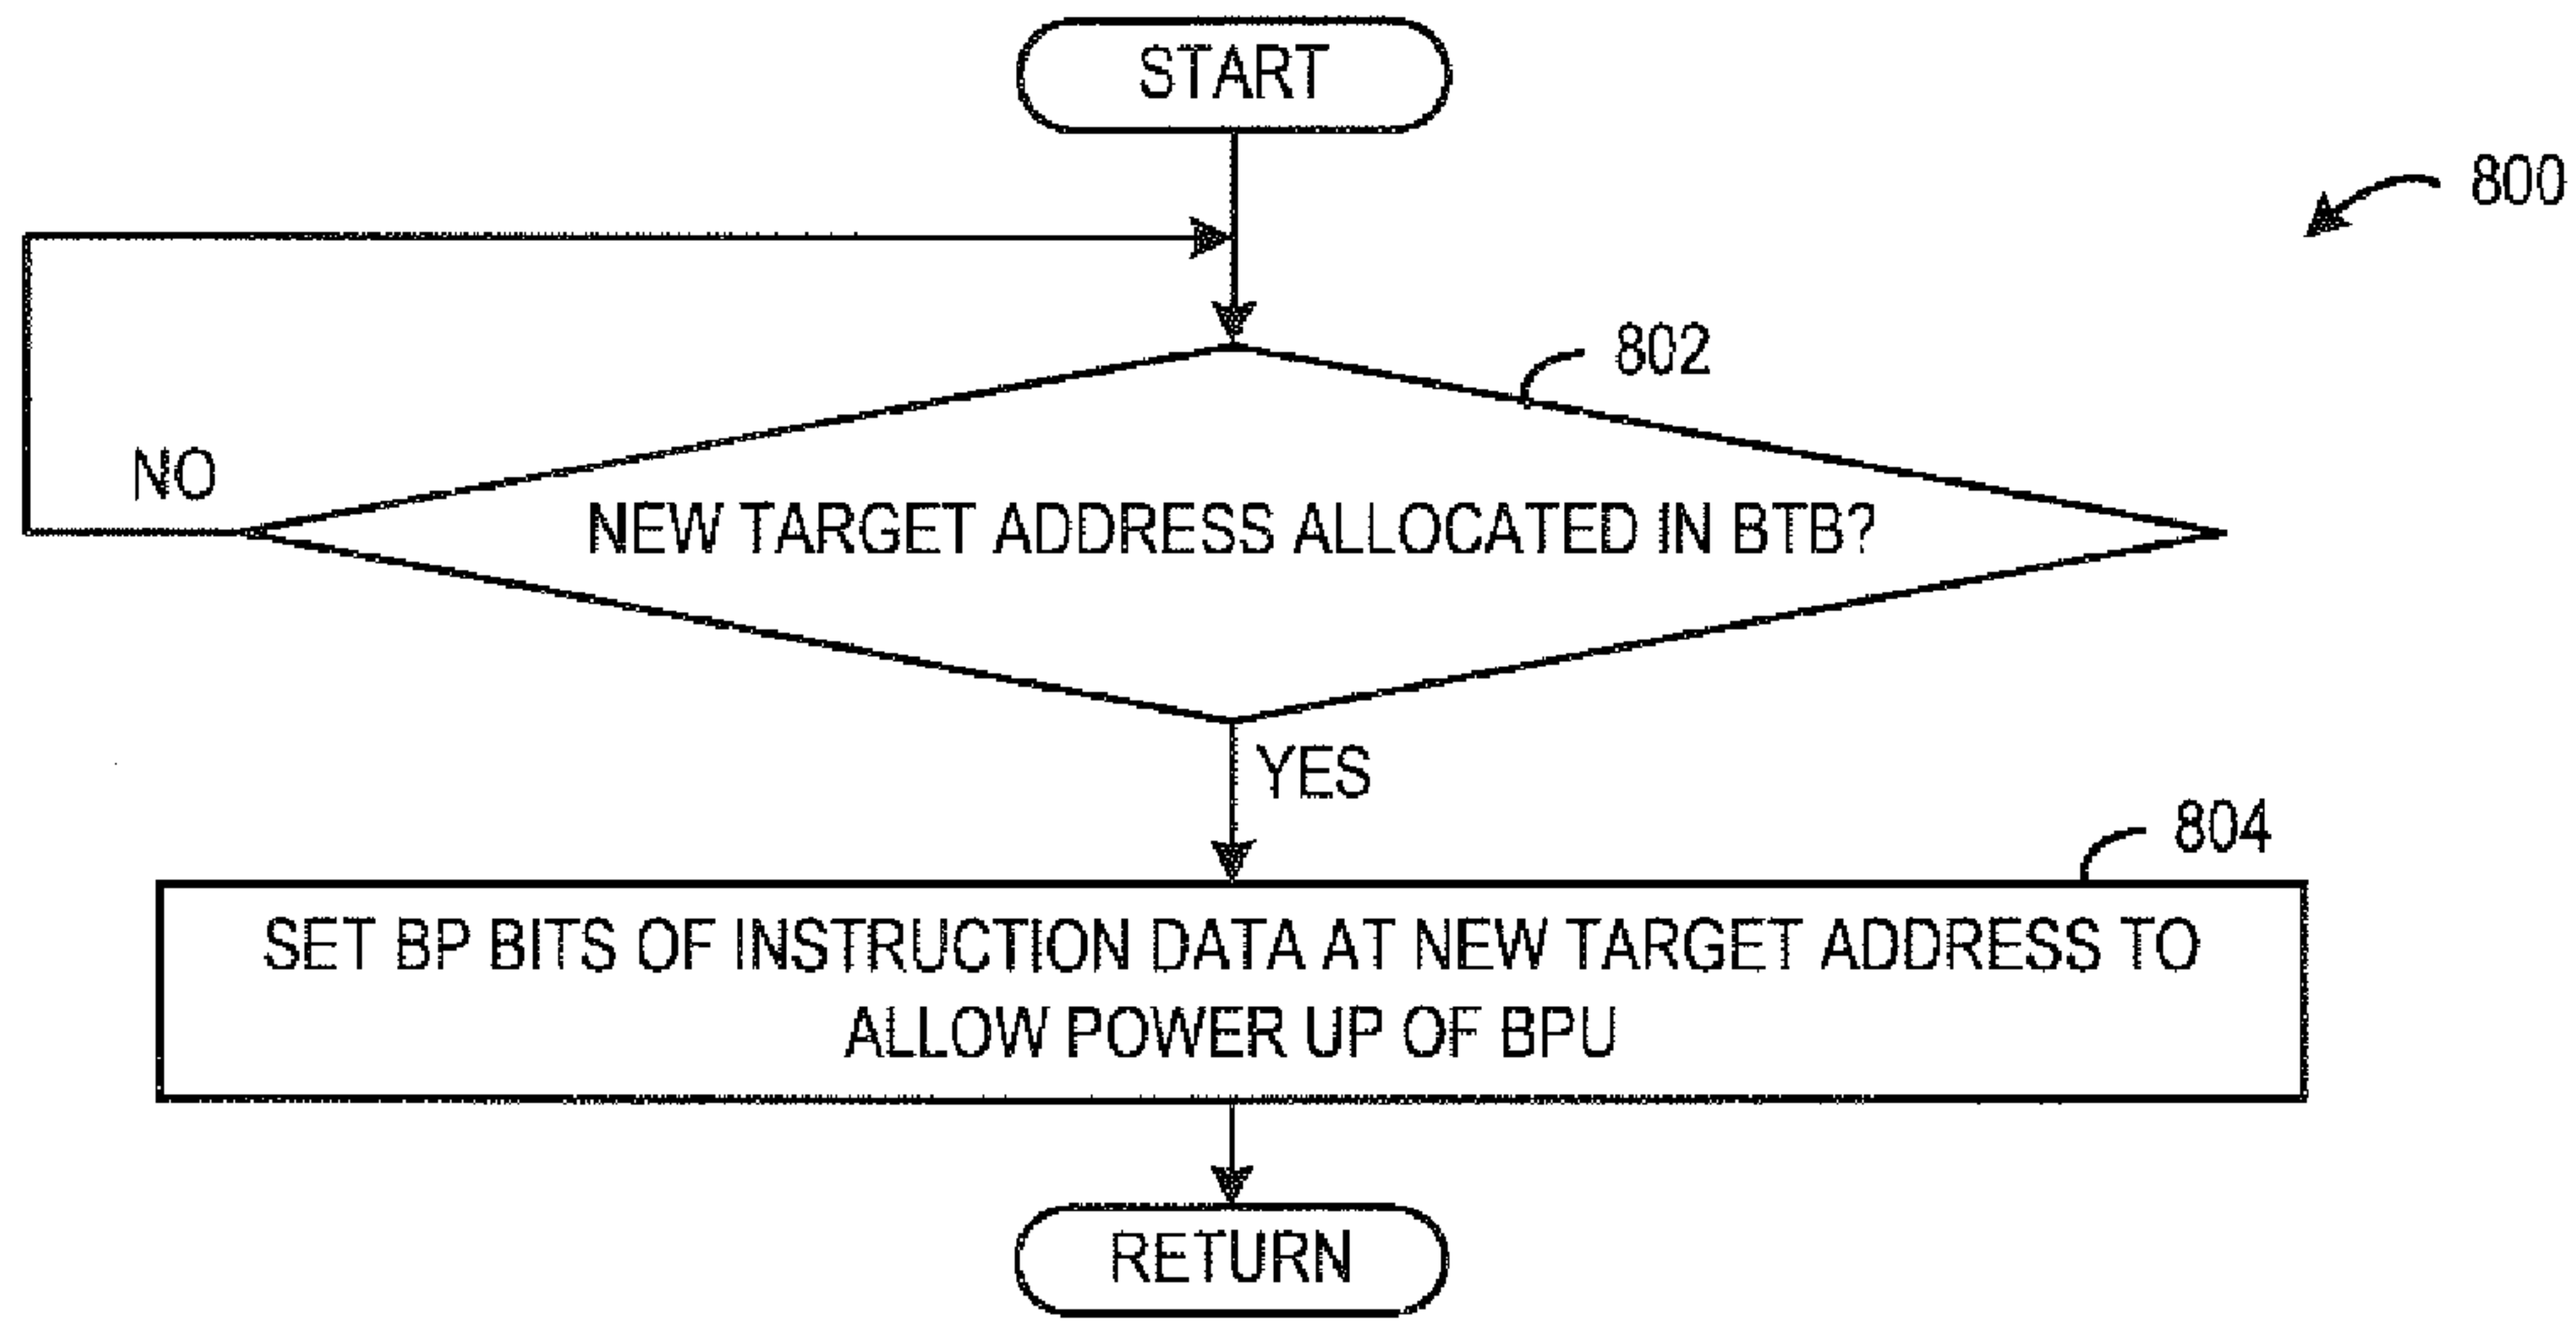 START
800
802
NO
NEW TARGET ADDRESS ALLOCATED IN BTB?
YES
804
SET BP BITS OF INSTRUCTION DATA AT NEW TARGET ADDRESS TO
ALLOW POWER UP OF BPU
RETURN